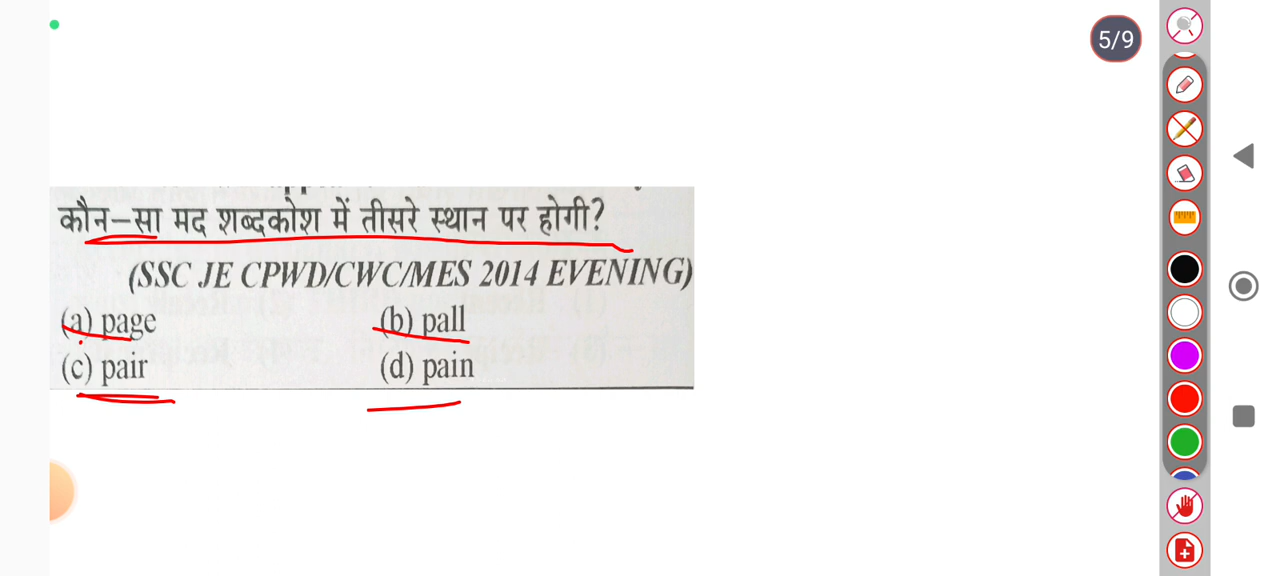 5/9
कौन–सा मद शब्दकोश में तीसरे स्थान पर होगी?
(SSC JE CPWD/CWC/MES 2014 EVENING)
(a) page (b) pall
(c) pair (d) pain